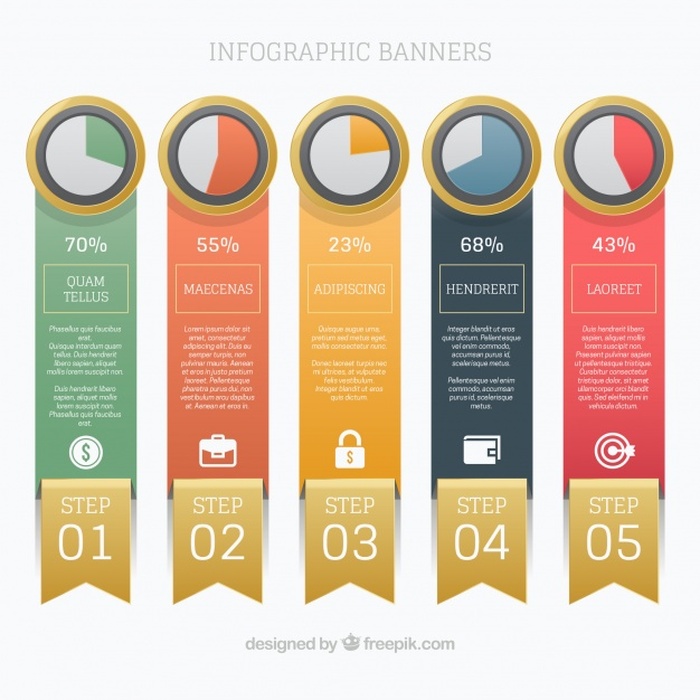 INFOGRAPHIC BANNERS
70%
QUAM
TELLUS
Phasellus quis faucibus
erat.
Quisque interdum quam
tellus. Duis hendrerit
libero sapien, aliquet
mollis lorem suscipit non.
Duis hendrerit libero
sapien, aliquet mollis
lorem suscipit non.
Phasellus quis faucibus
erat.
$
STEP
01
55%
MAECENAS
Lorem ipsum dolor sit
amet, consectetur
adipiscing elit. Duis eu
semper turpis, non
pulvinar mauris. Aenean
et eros in justo pretium
laoreet. Pellentesque
pharetra purus dui, non
vestibulum arcu dapibus
at. Aenean et eros in.
STEP
02
23%
ADIPISCING
Quisque augue urna,
pretium sed metus eget,
mollis consectetur nunc.
Donec laoreet turpis nec
mi ultrices, et vulputate
felis vestibulum.
Integer blandit ut eros
quis dictum.
$
STEP
03
68%
HENDRERIT
Integer blandit ut eros
quis dictum. Pellentesque
vel enim commodo,
accumsan purus id,
scelerisque metus.
Pellentesque vel enim
commodo, accumsan
purus id, scelerisque
metus.
STEP
04
43%
LAOREET
Duis hendrerit libero
sapien, aliquet mollis
lorem suscipit non.
Praesent pulvinar sapien
ut tempus consectetur.
Curabitur consectetur
tristique dolor, sit amet
ullamcorper orci blandit
quis. Sed eleifend mi in
vehicula dictum.
STEP
05
designed by freepik.com